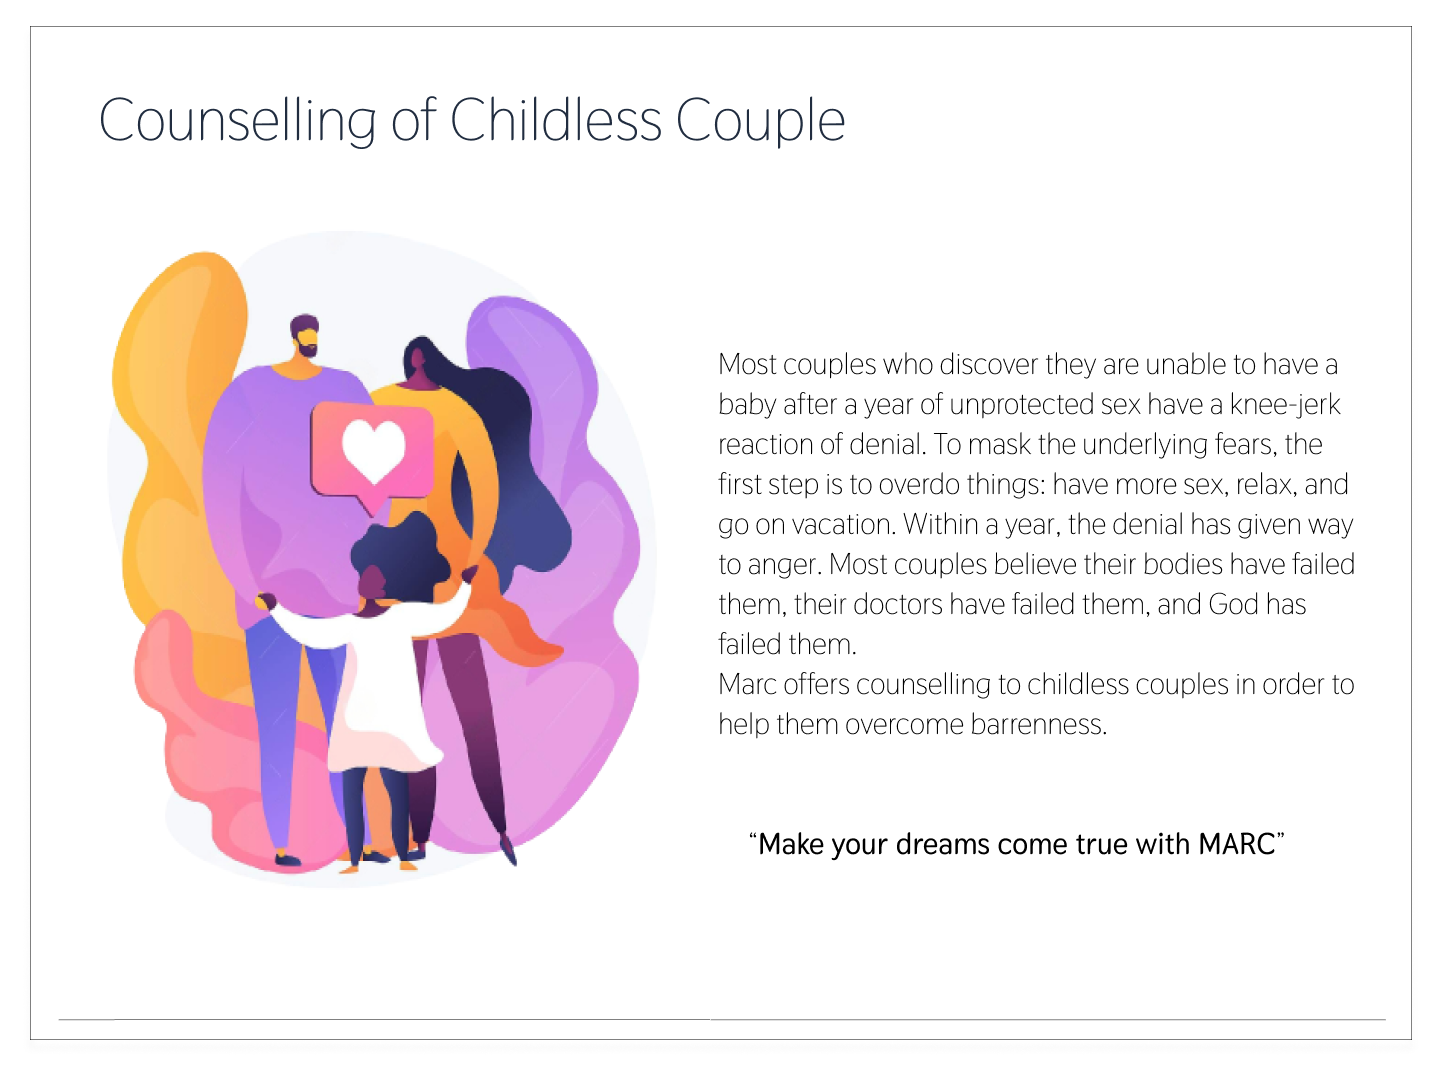 Counselling of Childless Couple
Most couples who discover they are unable to have a
baby after a year of unprotected sex have a knee-jerk
reaction of denial. To mask the underlying fears, the
first step is to overdo things: have more sex, relax, and
go on vacation. Within a year, the denial has given way
to anger. Most couples believe their bodies have failed
them, their doctors have failed them, and God has
failed them.
Marc offers counselling to childless couples in order to
help them overcome barrenness.
“Make your dreams come true with MARC”